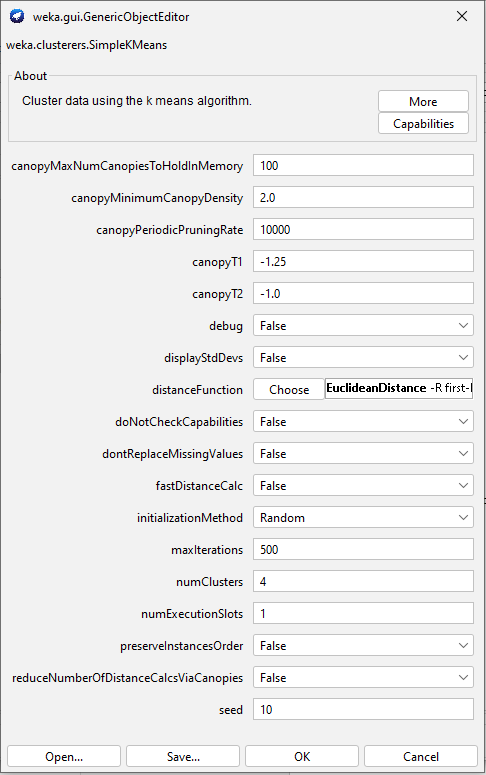 weka.gui.GenericObjectEditor
weka.clusterers.SimpleKMeans
About
Cluster data using the k means algorithm.
More
Capabilities
canopyMaxNumCanopiesToHoldInMemory 100
canopyMinimumCanopyDensity 2.0
canopyPeriodicPruningRate 10000
canopyT1 -1.25
canopyT2 -1.0
debug False
displayStdDevs False
distanceFunction Choose EuclideanDistance -R first-l
doNotCheckCapabilities False
dontReplaceMissingValues False
fastDistanceCalc False
initializationMethod Random
maxIterations 500
numClusters 4
numExecutionSlots 1
preserveInstancesOrder False
reduceNumberOfDistanceCalcsViaCanopies False
seed 10
Open... Save... OK Cancel